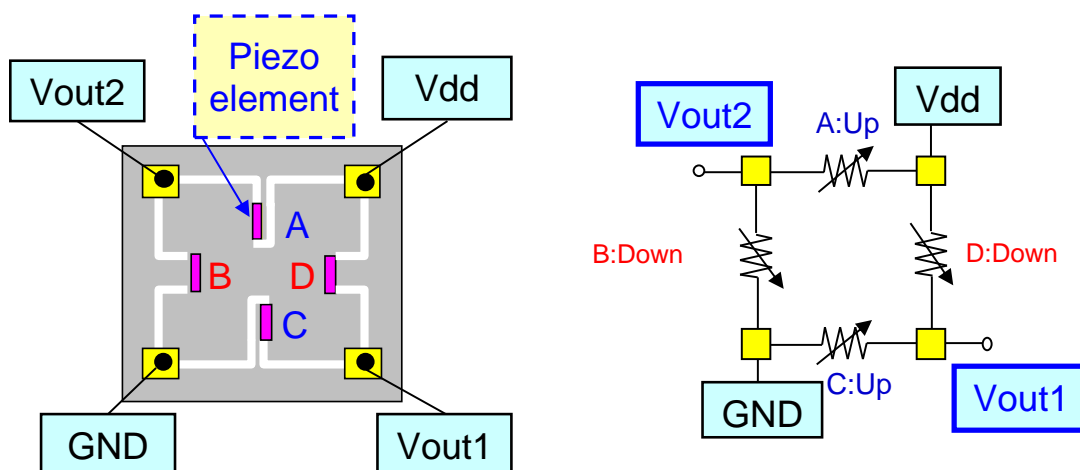 Piezo
element
Vout2
Vdd
A
B
D
C
GND
Vout1
Vout2
A:Up
Vdd
B:Down
D:Down
C:Up
GND
Vout1